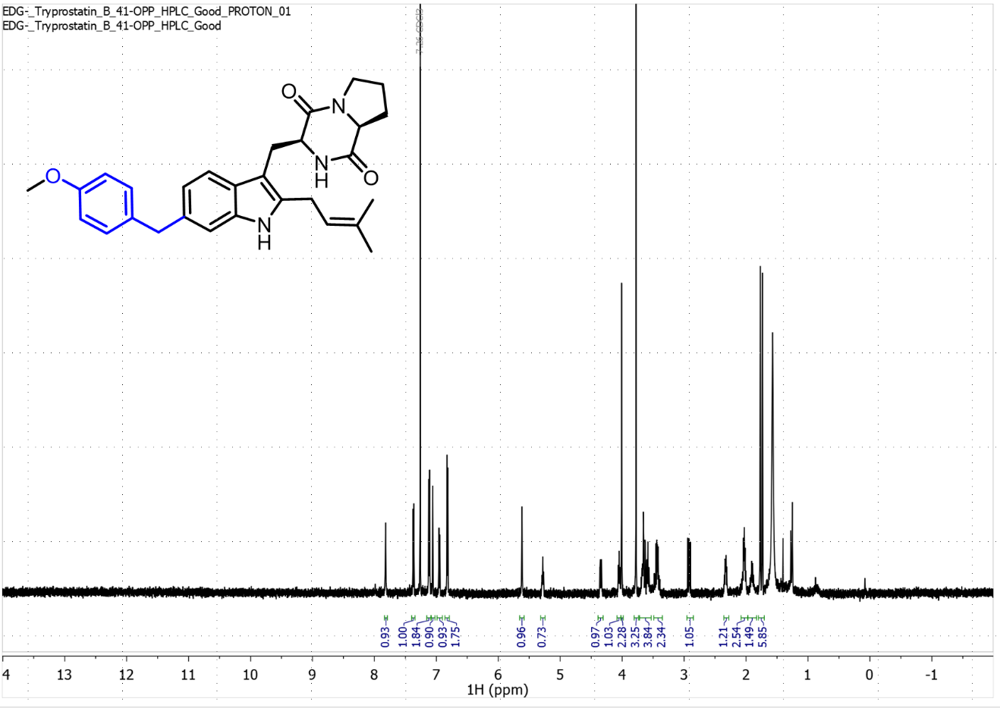 EDG-_Tryprostatin_B_41-OPP_HPLC_Good_PROTON_01
EDG-_Tryprostatin_B_41-OPP_HPLC_Good
7.26 CDCl3
O
N
O
N
H
O
N
H
0.93
1.00
1.84
0.90
0.93
1.75
0.96
0.73
0.97
1.03
2.28
3.25
3.84
2.34
1.05
1.21
2.54
1.49
5.85
4 13 12 11 10 9 8 7 6 5 4 3 2 1 0 -1
1H (ppm)